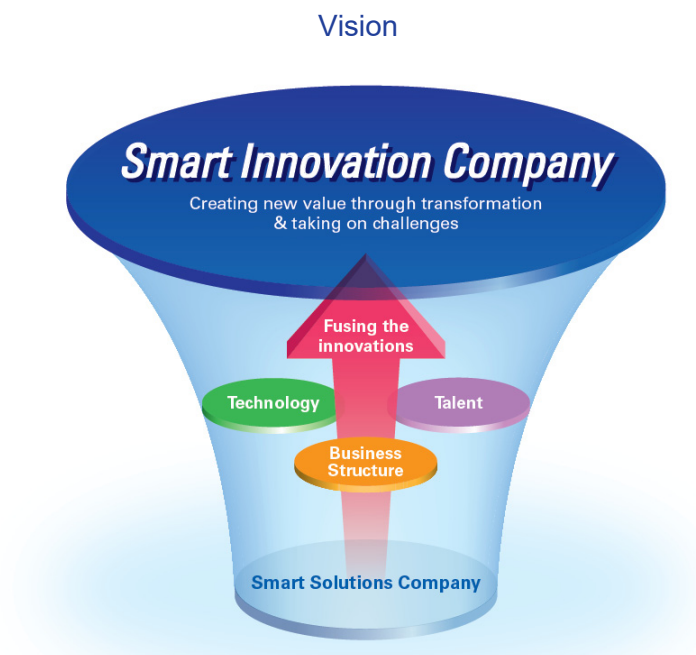 Vision
Smart Innovation Company
Creating new value through transformation
& taking on challenges
Fusing the
innovations
Technology
Talent
Business
Structure
Smart Solutions Company